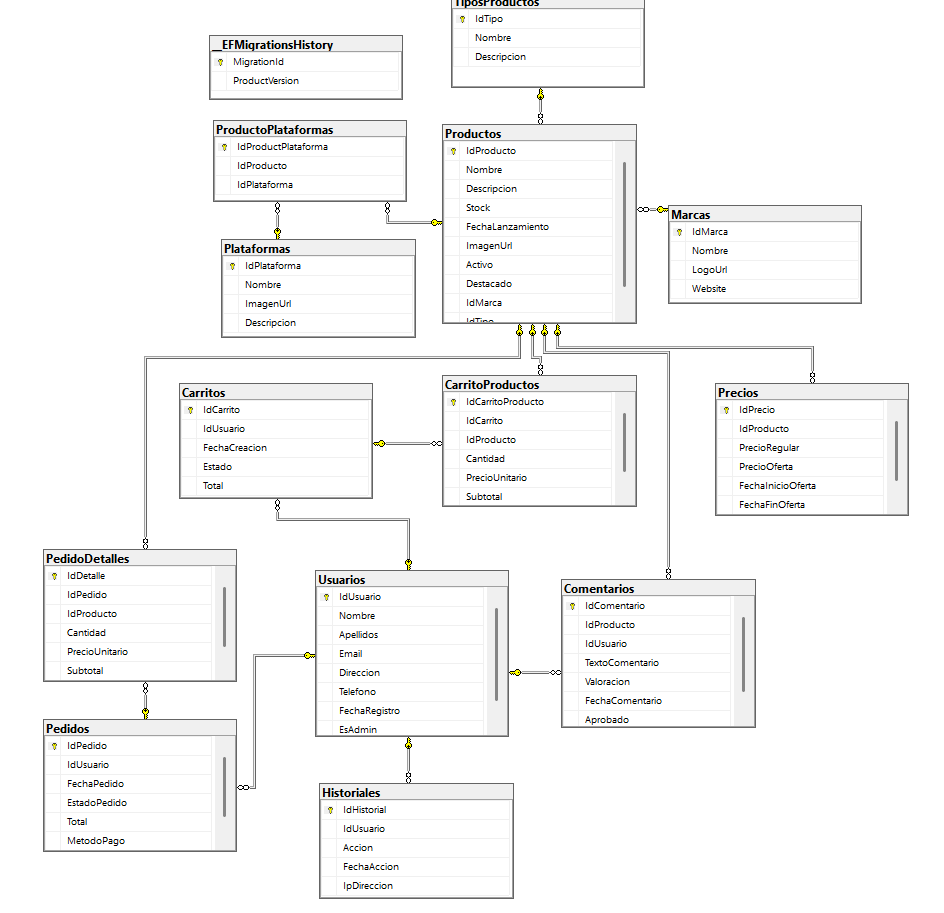 TiposProductos
IdTipo
Nombre
Descripcion
__EFMigrationsHistory
MigrationId
ProductVersion
ProductoPlataformas
IdProductPlataforma
IdProducto
IdPlataforma
Productos
IdProducto
Nombre
Descripcion
Stock
FechaLanzamiento
ImagenUrl
Activo
Destacado
IdMarca
IdTipo
Marcas
IdMarca
Nombre
LogoUrl
Website
Plataformas
IdPlataforma
Nombre
ImagenUrl
Descripcion
Carritos
IdCarrito
IdUsuario
FechaCreacion
Estado
Total
CarritoProductos
IdCarritoProducto
IdCarrito
IdProducto
Cantidad
PrecioUnitario
Subtotal
Precios
IdPrecio
IdProducto
PrecioRegular
PrecioOferta
FechaInicioOferta
FechaFinOferta
PedidoDetalles
IdDetalle
IdPedido
IdProducto
Cantidad
PrecioUnitario
Subtotal
Usuarios
IdUsuario
Nombre
Apellidos
Email
Direccion
Telefono
FechaRegistro
EsAdmin
Comentarios
IdComentario
IdProducto
IdUsuario
TextoComentario
Valoracion
FechaComentario
Aprobado
Pedidos
IdPedido
IdUsuario
FechaPedido
EstadoPedido
Total
MetodoPago
Historiales
IdHistorial
IdUsuario
Accion
FechaAccion
IpDireccion